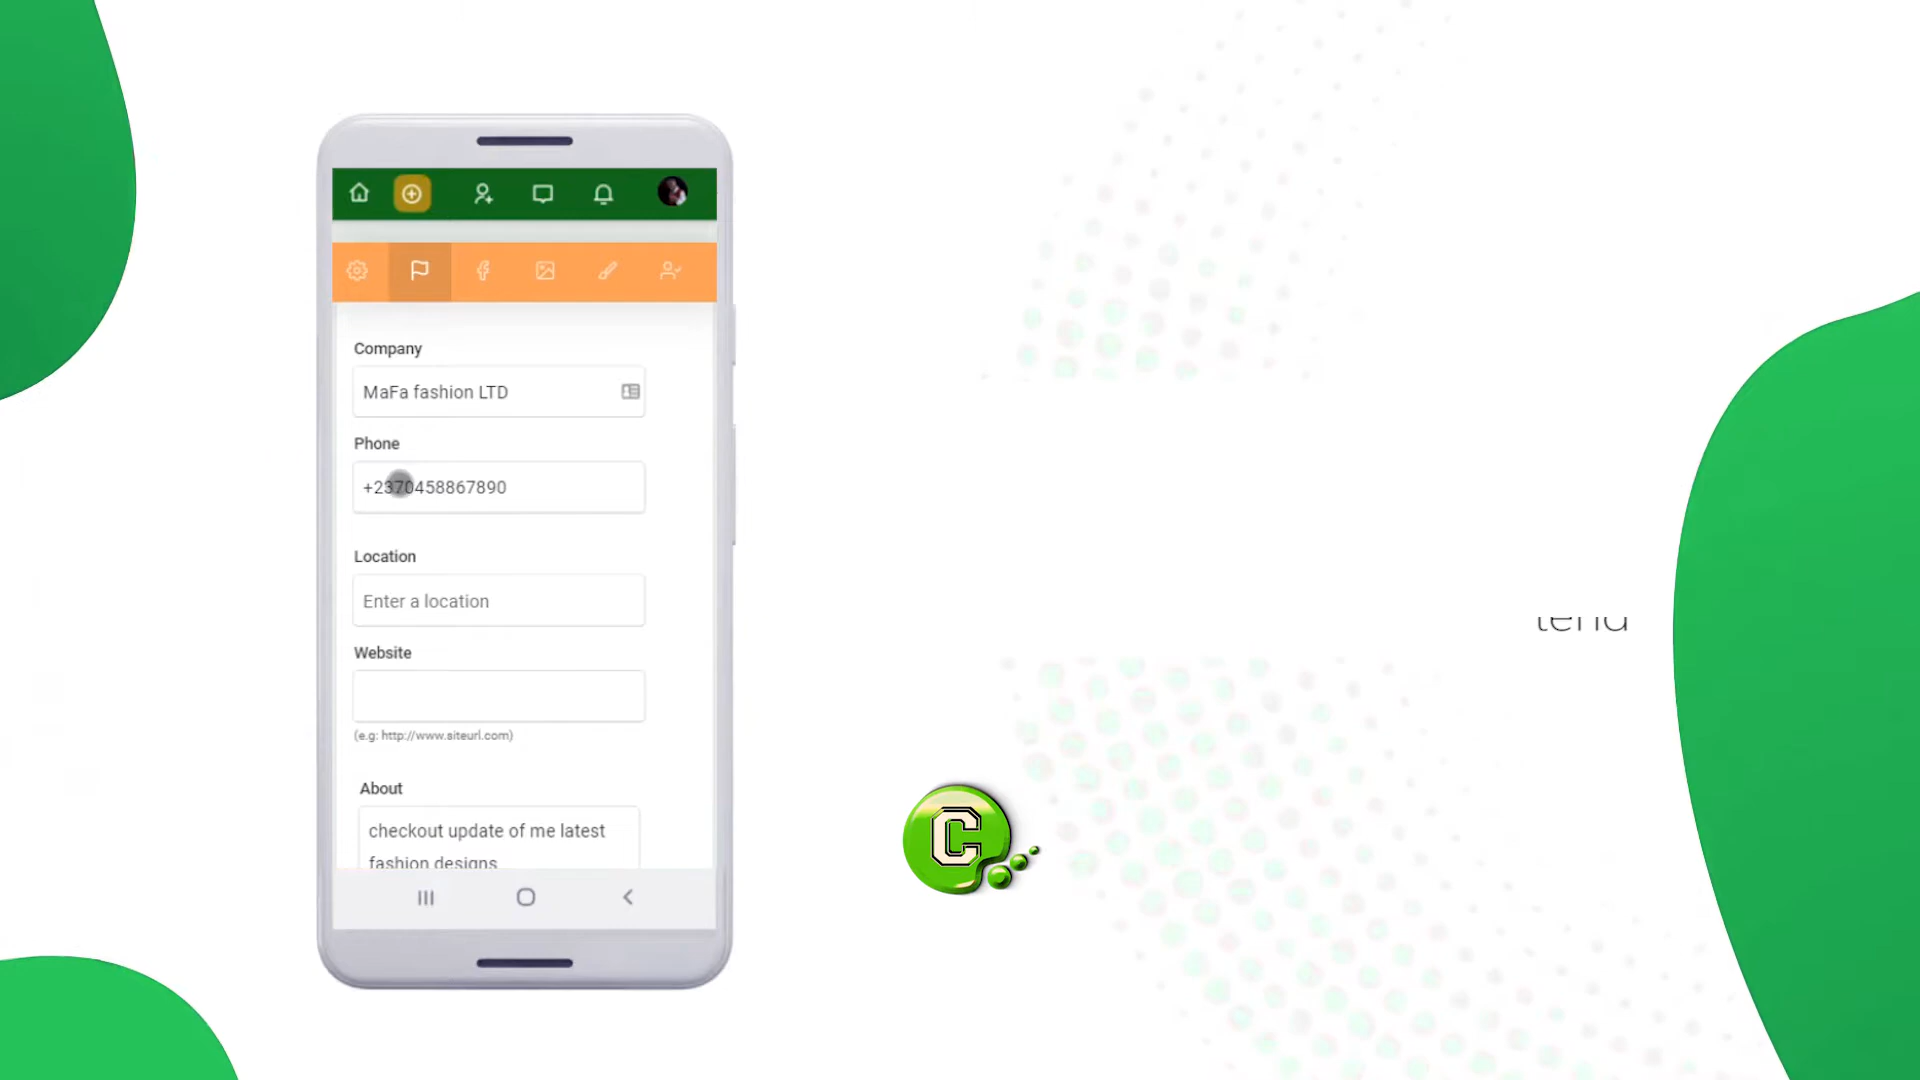 Company
MaFa fashion LTD
Phone
+2370458867890
Location
Enter a location
Website
(e.g: http://www.siteurl.com)
About
checkout update of me latest
fashion designs
C